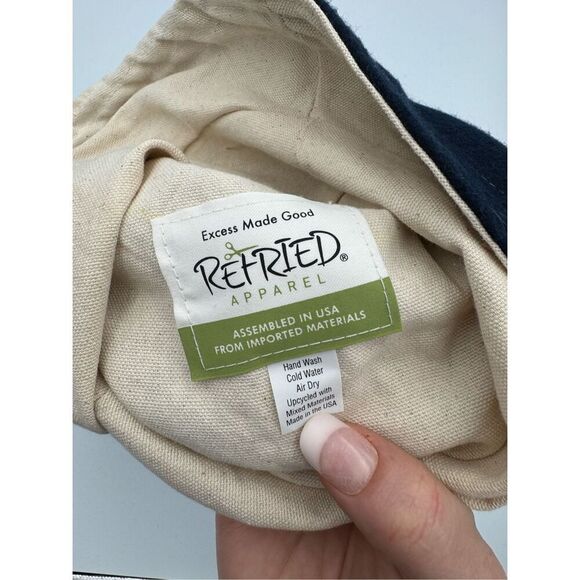 Excess Made Good
REFRIED®
APPAREL
ASSEMBLED IN USA
FROM IMPORTED MATERIALS
Hand Wash
Cold Water
Air Dry
Upcycled with
Mixed Materials
Made in the USA